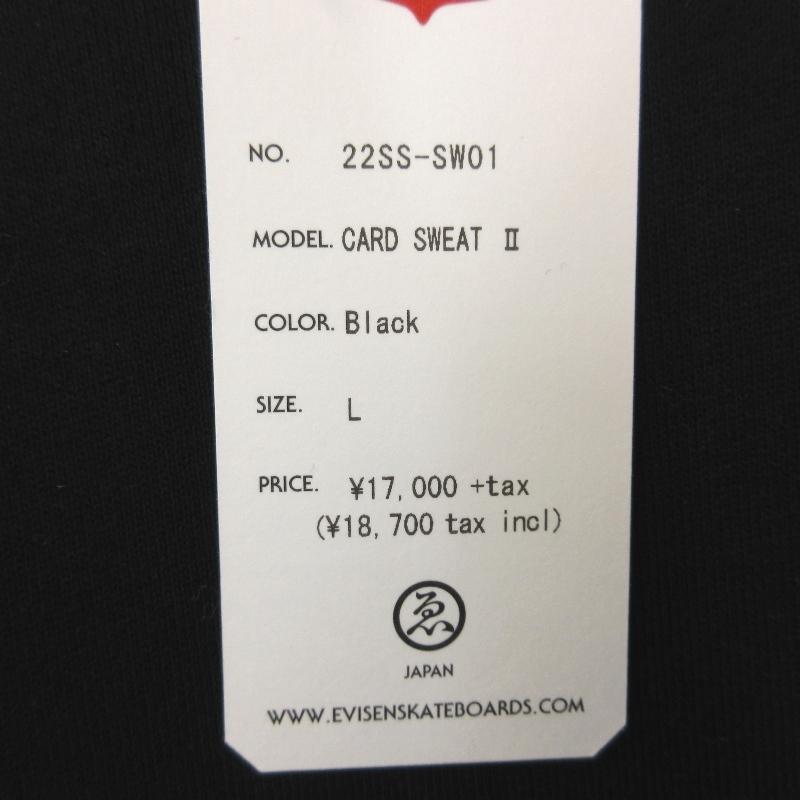 NO. 22SS-SW01
MODEL. CARD SWEAT Ⅱ
COLOR. Black
SIZE. L
PRICE. ¥17,000 +tax
(¥18,700 tax incl)
ゑ
JAPAN
WWW.EVISENSKATEBOARDS.COM